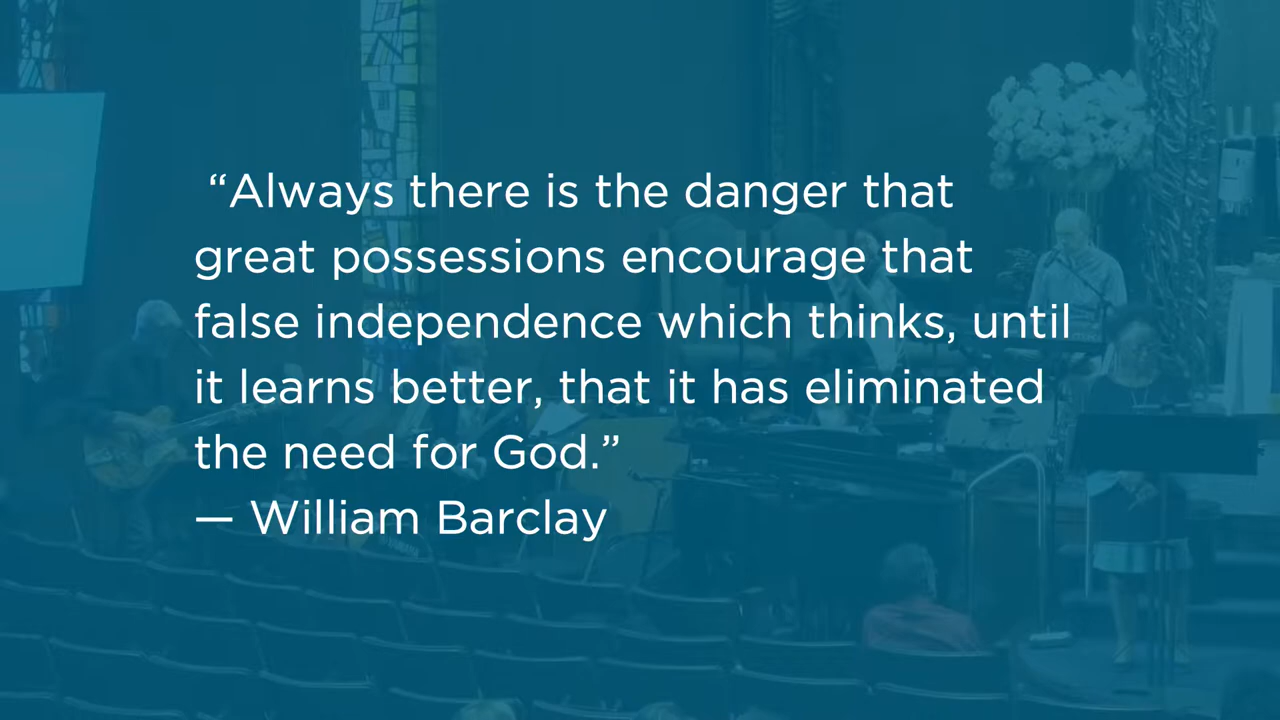 “Always there is the danger that
great possessions encourage that
false independence which thinks, until
it learns better, that it has eliminated
the need for God.”
— William Barclay